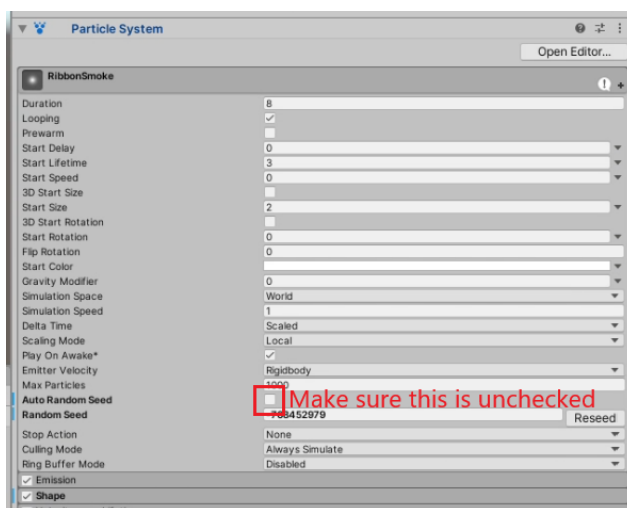 Particle System
Open Editor...
RibbonSmoke
Duration 8
Looping
Prewarm
Start Delay 0
Start Lifetime 3
Start Speed 0
3D Start Size
Start Size 2
3D Start Rotation
Start Rotation 0
Flip Rotation 0
Start Color
Gravity Modifier 0
Simulation Space World
Simulation Speed 1
Delta Time Scaled
Scaling Mode Local
Play On Awake*
Emitter Velocity Rigidbody
Max Particles 1000
Auto Random Seed Make sure this is unchecked
Random Seed -768452979 Reseed
Stop Action None
Culling Mode Always Simulate
Ring Buffer Mode Disabled
Emission
Shape